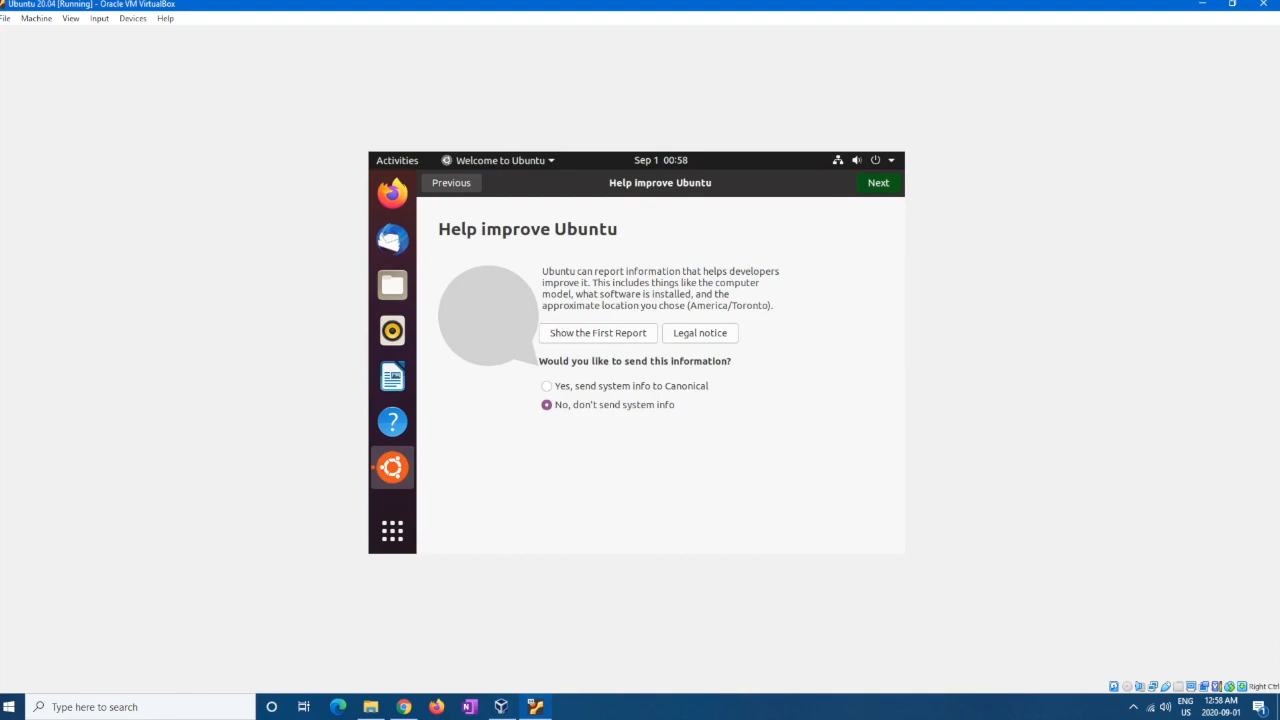 Ubuntu 20.04 [Running] - Oracle VM VirtualBox
File Machine View Input Devices Help
Activities Welcome to Ubuntu Sep 1 00:58
Previous Help improve Ubuntu Next
Help improve Ubuntu
Ubuntu can report information that helps developers
improve it. This includes things like the computer
model, what software is installed, and the
approximate location you chose (America/Toronto).
Show the First Report Legal notice
Would you like to send this information?
Yes, send system info to Canonical
No, don't send system info
?
Right Ctrl
Type here to search
N
ENG
US
12:58 AM
2020-09-01
1